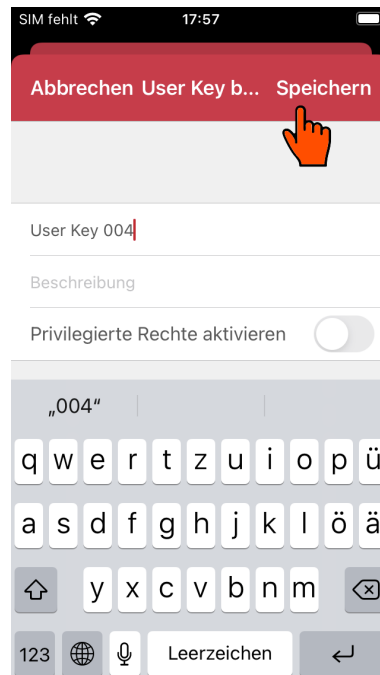 SIM fehlt 17:57
Abbrechen User Key b... Speichern
User Key 004
Beschreibung
Privilegierte Rechte aktivieren
„004“
q w e r t z u i o p ü
a s d f g h j k l ö ä
y x c v b n m
123 Leerzeichen